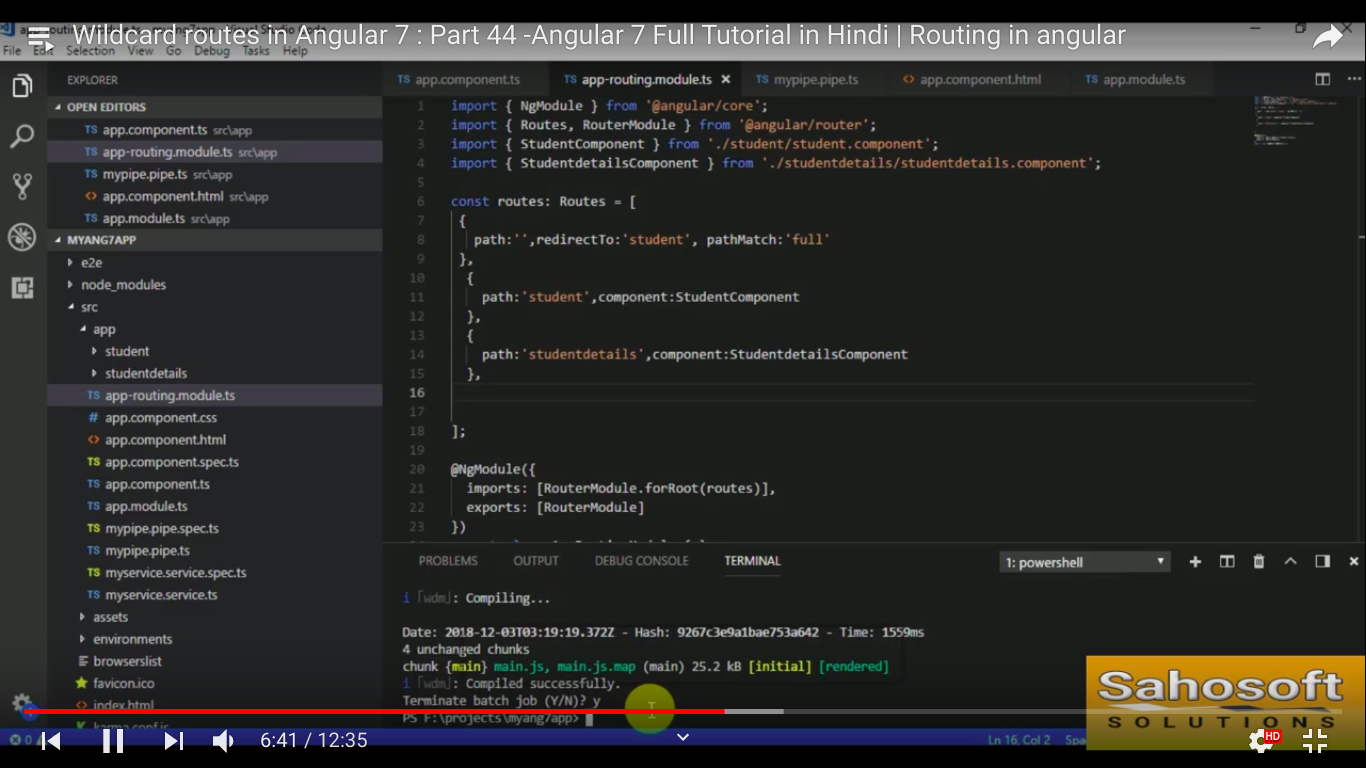 Wildcard routes in Angular 7 : Part 44 -Angular 7 Full Tutorial in Hindi | Routing in angular
File Edit Selection View Go Debug Tasks Help
EXPLORER
OPEN EDITORS
TS app.component.ts src\app
TS app-routing.module.ts src\app
TS mypipe.pipe.ts src\app
<> app.component.html src\app
TS app.module.ts src\app
MYANG7APP
e2e
node_modules
src
app
student
studentdetails
TS app-routing.module.ts
# app.component.css
<> app.component.html
TS app.component.spec.ts
TS app.component.ts
TS app.module.ts
TS mypipe.pipe.spec.ts
TS mypipe.pipe.ts
TS myservice.service.spec.ts
TS myservice.service.ts
assets
environments
browserslist
favicon.ico
<> index.html
karma.conf.js
TS app.component.ts TS app-routing.module.ts × TS mypipe.pipe.ts <> app.component.html TS app.module.ts
1 import { NgModule } from '@angular/core';
2 import { Routes, RouterModule } from '@angular/router';
3 import { StudentComponent } from './student/student.component';
4 import { StudentdetailsComponent } from './studentdetails/studentdetails.component';
5
6 const routes: Routes = [
7 {
8 path:'',redirectTo:'student', pathMatch:'full'
9 },
10 {
11 path:'student',component:StudentComponent
12 },
13 {
14 path:'studentdetails',component:StudentdetailsComponent
15 },
16
17
18 ];
19
20 @NgModule({
21 imports: [RouterModule.forRoot(routes)],
22 exports: [RouterModule]
23 })
PROBLEMS OUTPUT DEBUG CONSOLE TERMINAL 1: powershell
i ｢wdm｣: Compiling...
Date: 2018-12-03T03:19:19.372Z - Hash: 9267c3e9a1bae753a642 - Time: 1559ms
4 unchanged chunks
chunk {main} main.js, main.js.map (main) 25.2 kB [initial] [rendered]
i ｢wdm｣: Compiled successfully.
Terminate batch job (Y/N)? y
PS F:\projects\myang7app>
Sahosoft
SOLUTIONS
0
6:41 / 12:35
Ln 16, Col 2
HD